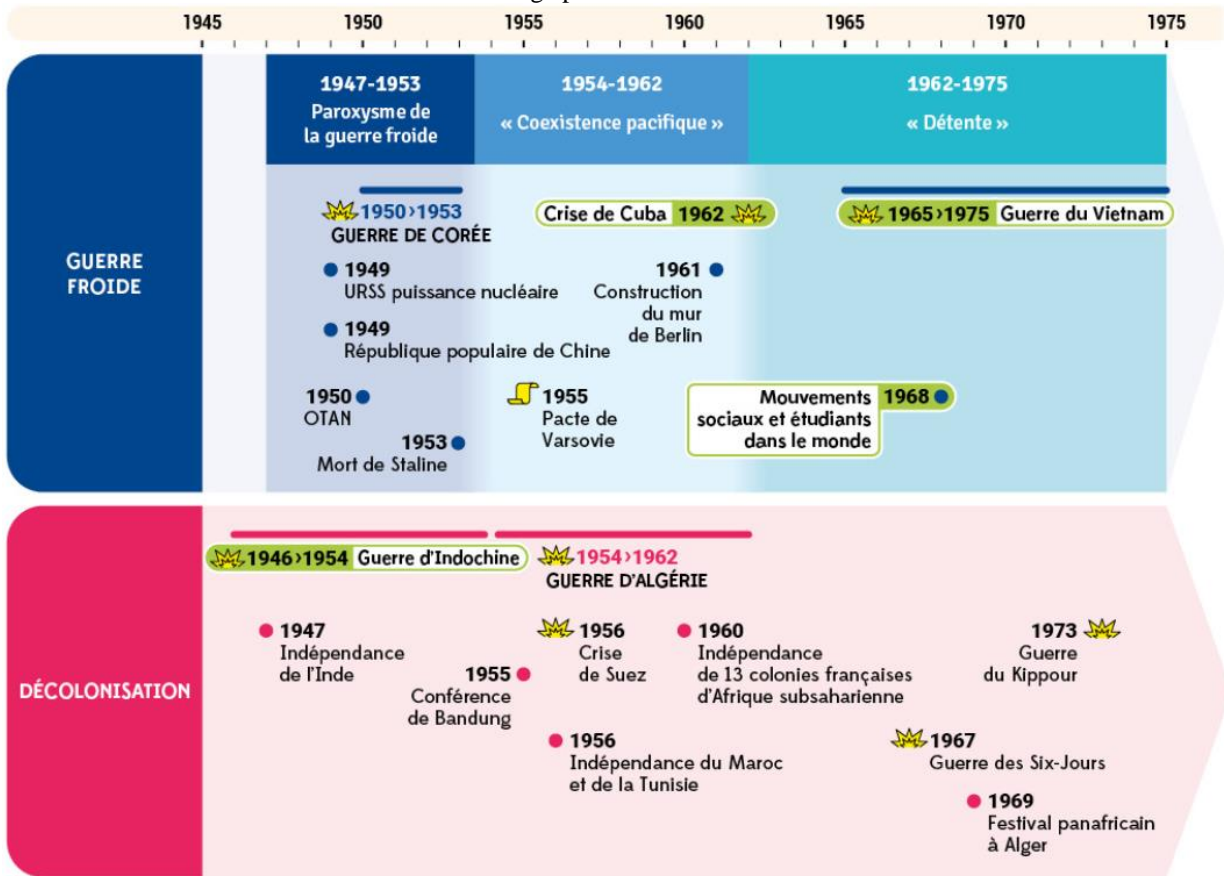 1945 1950 1955 1960 1965 1970 1975
1947-1953
Paroxysme de
la guerre froide
1954-1962
« Coexistence pacifique »
1962-1975
« Détente »
GUERRE
FROIDE
1950›1953
GUERRE DE CORÉE
Crise de Cuba 1962
1965›1975 Guerre du Vietnam
1949
URSS puissance nucléaire
1961
Construction
du mur
de Berlin
1949
République populaire de Chine
1950
OTAN
1955
Pacte de
Varsovie
Mouvements 1968
sociaux et étudiants
dans le monde
1953
Mort de Staline
DÉCOLONISATION
1946›1954 Guerre d'Indochine
1954›1962
GUERRE D'ALGÉRIE
1947
Indépendance
de l'Inde
1955
Conférence
de Bandung
1956
Crise
de Suez
1960
Indépendance
de 13 colonies françaises
d'Afrique subsaharienne
1973
Guerre
du Kippour
1956
Indépendance du Maroc
et de la Tunisie
1967
Guerre des Six-Jours
1969
Festival panafricain
à Alger